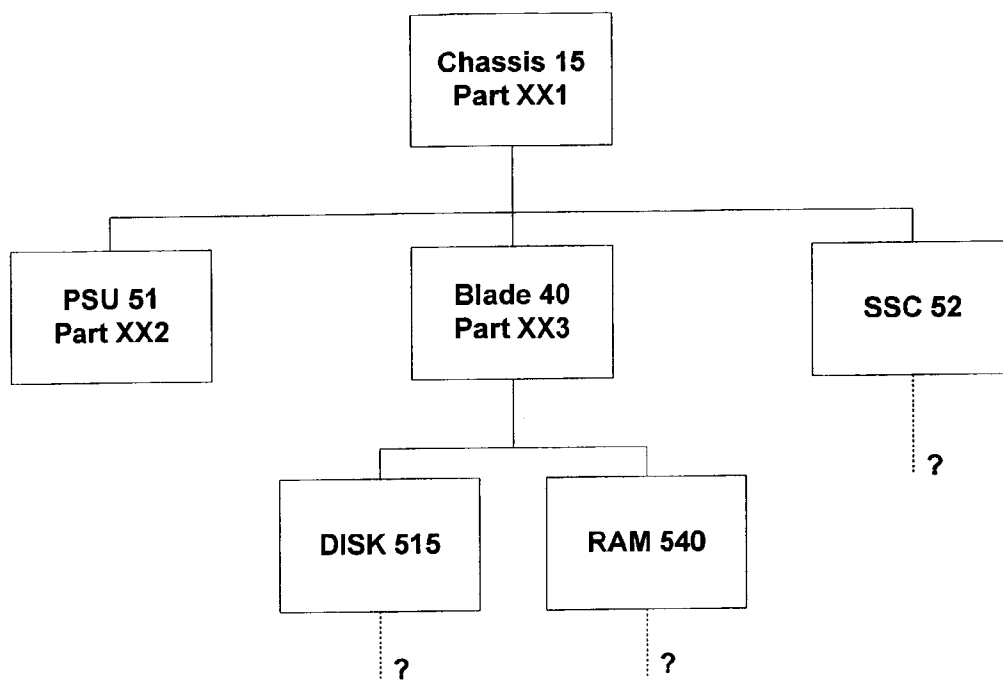 Chassis 15
Part XX1
PSU 51
Part XX2
Blade 40
Part XX3
SSC 52
?
DISK 515
RAM 540
?
?